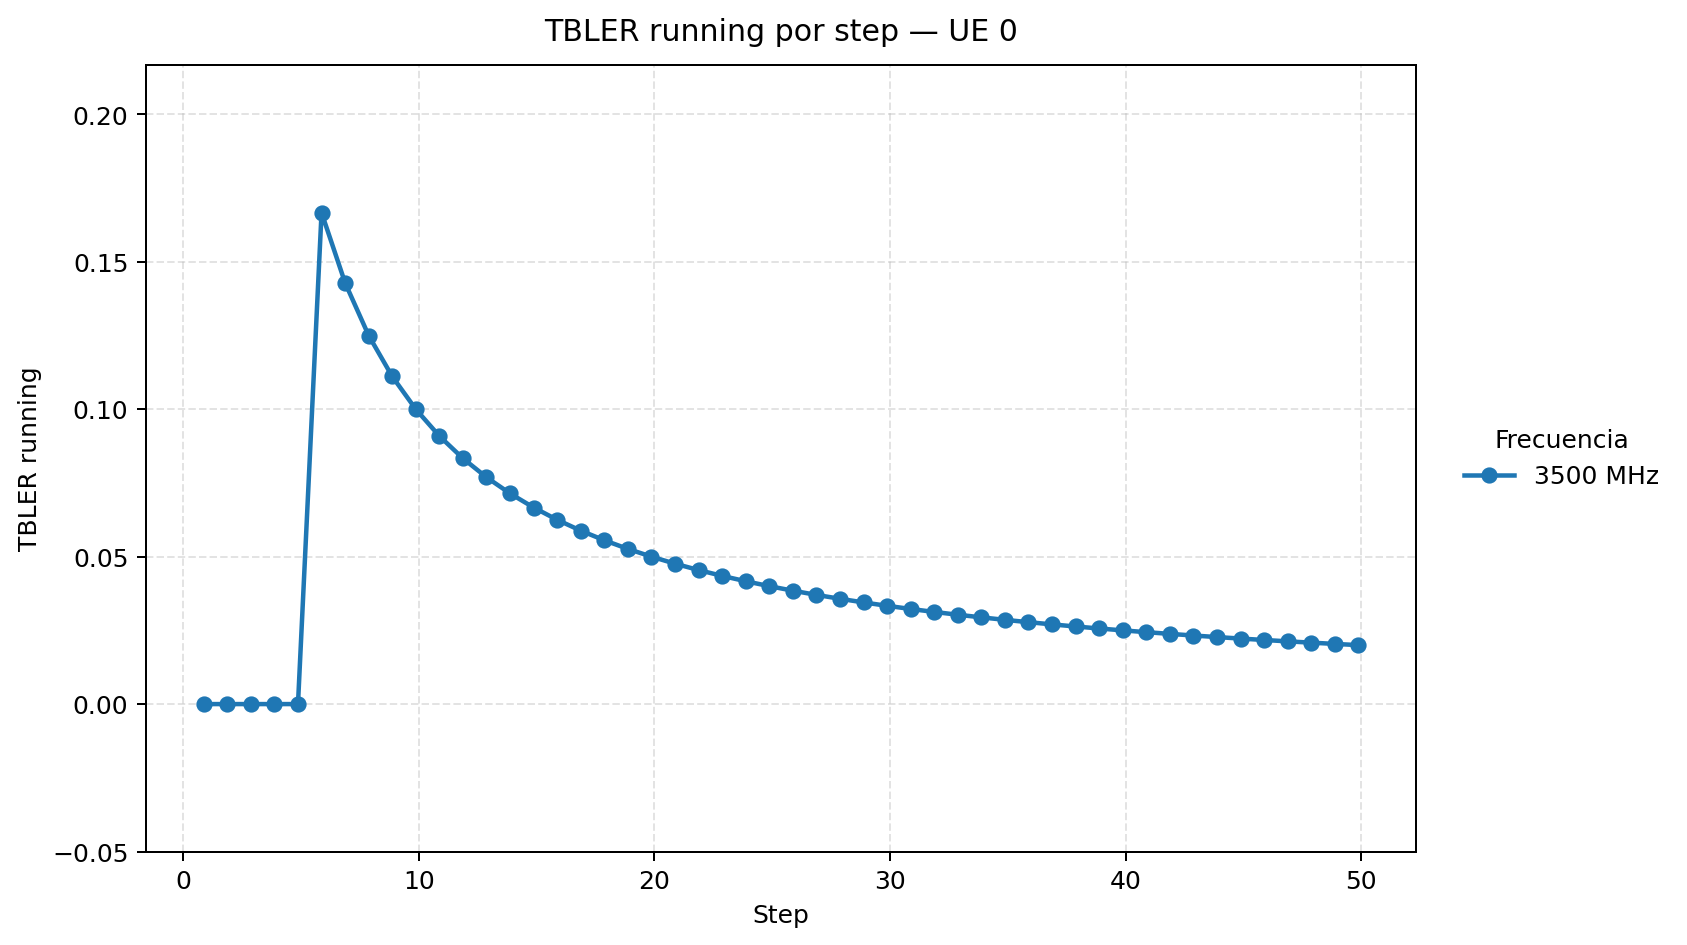 TBLER running por step — UE 0
TBLER running
0.20
0.15
0.10
0.05
0.00
−0.05
0 10 20 30 40 50
Step
Frecuencia
3500 MHz